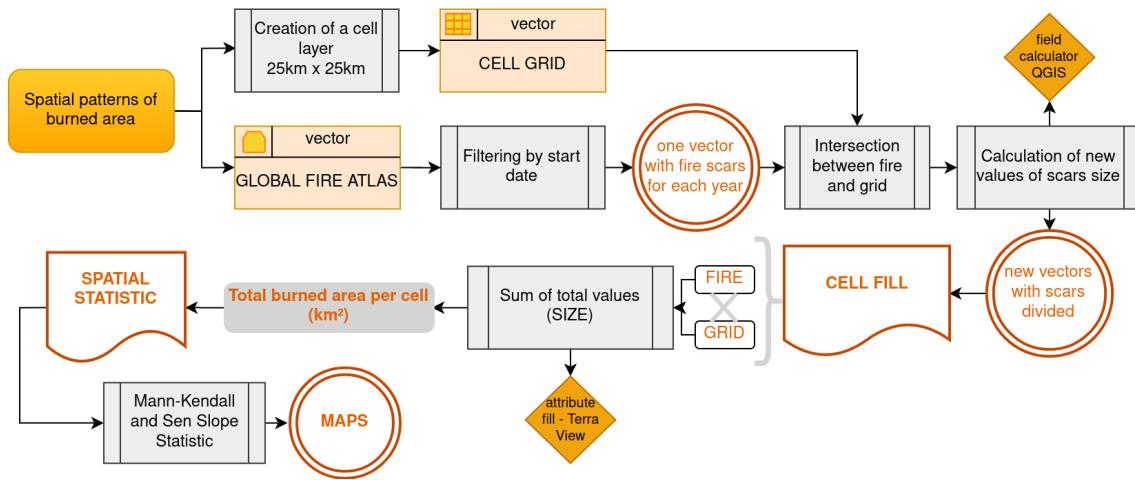 Spatial patterns of
burned area
Creation of a cell
layer
25km x 25km
vector
CELL GRID
field
calculator
QGIS
vector
GLOBAL FIRE ATLAS
Filtering by start
date
one vector
with fire scars
for each year
Intersection
between fire
and grid
Calculation of new
values of scars size
new vectors
with scars
divided
CELL FILL
FIRE
GRID
Sum of total values
(SIZE)
attribute
fill - Terra
View
Total burned area per cell
(km²)
SPATIAL
STATISTIC
Mann-Kendall
and Sen Slope
Statistic
MAPS